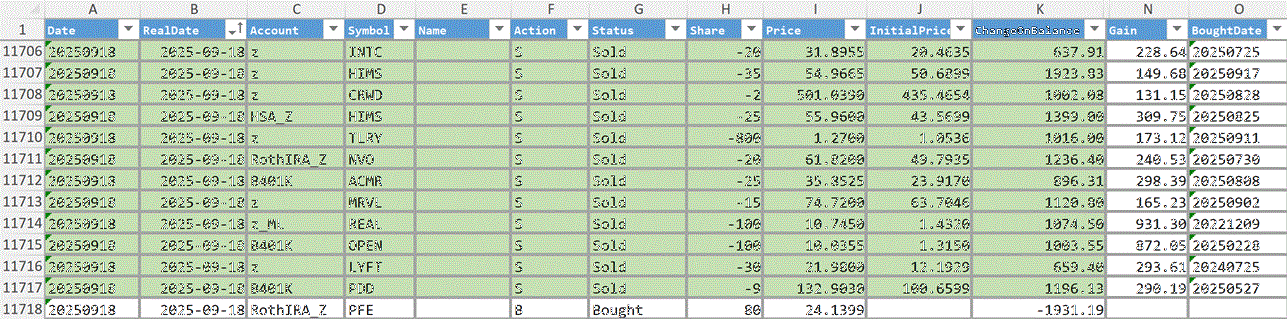 A B C D E F G H I J K N O
1 Date RealDate Account Symbol Name Action Status Share Price InitialPrice ChangeInBalance Gain BoughtDate
11706 20250918 2025-09-18 z INTC S Sold -20 31.8955 20.4635 637.91 228.64 20250725
11707 20250918 2025-09-18 z HIMS S Sold -35 54.9665 50.6899 1923.83 149.68 20250917
11708 20250918 2025-09-18 z CRWD S Sold -2 501.0390 435.4654 1002.08 131.15 20250828
11709 20250918 2025-09-18 HSA_Z HIMS S Sold -25 55.9600 43.5699 1399.00 309.75 20250825
11710 20250918 2025-09-18 z TLRY S Sold -800 1.2700 1.0536 1016.00 173.12 20250911
11711 20250918 2025-09-18 RothIRA_Z NVO S Sold -20 61.8200 49.7935 1236.40 240.53 20250730
11712 20250918 2025-09-18 B401K ACMR S Sold -25 35.8525 23.9170 896.31 298.39 20250808
11713 20250918 2025-09-18 z MRVL S Sold -15 74.7200 63.7046 1120.80 165.23 20250902
11714 20250918 2025-09-18 z_ML REAL S Sold -100 10.7450 1.4320 1074.50 931.30 20221209
11715 20250918 2025-09-18 B401K OPEN S Sold -100 10.0355 1.3150 1003.55 872.05 20250228
11716 20250918 2025-09-18 z LYFT S Sold -30 21.9800 12.1929 659.40 293.61 20240725
11717 20250918 2025-09-18 B401K PDD S Sold -9 132.9030 100.6599 1196.13 290.19 20250527
11718 20250918 2025-09-18 RothIRA_Z PFE B Bought 80 24.1399 -1931.19